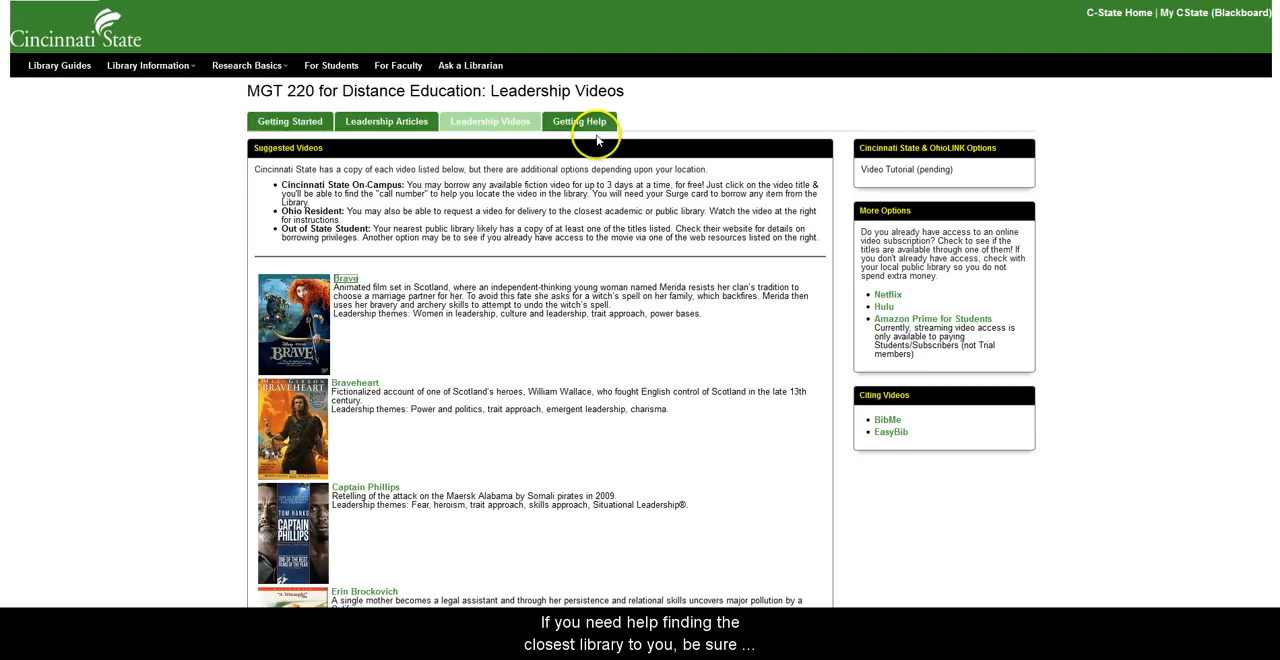 C-State Home | My CState (Blackboard)
Cincinnati State
Library Guides Library Information Research Basics For Students For Faculty Ask a Librarian
MGT 220 for Distance Education: Leadership Videos
Getting Started Leadership Articles Leadership Videos Getting Help
Suggested Videos
Cincinnati State has a copy of each video listed below, but there are additional options depending upon your location.
Cincinnati State On-Campus: You may borrow any available fiction video for up to 3 days at a time, for free! Just click on the video title &
you'll be able to find the "call number" to help you locate the video in the library. You will need your Surge card to borrow any item from the
Library.
Ohio Resident: You may also be able to request a video for delivery to the closest academic or public library. Watch the video at the right
for instructions.
Out of State Student: Your nearest public library likely has a copy of at least one of the titles listed. Check their website for details on
borrowing privileges. Another option may be to see if you already have access to the movie via one of the web resources listed on the right.
Brave
Animated film set in Scotland, where an independent-thinking young woman named Merida resists her clan's tradition to
choose a marriage partner for her. To avoid this fate she asks for a witch's spell on her family, which backfires. Merida then
uses her bravery and archery skills to attempt to undo the witch's spell.
Leadership themes: Women in leadership, culture and leadership, trait approach, power bases.
BRAVE
Braveheart
Fictionalized account of one of Scotland's heroes, William Wallace, who fought English control of Scotland in the late 13th
century.
Leadership themes: Power and politics, trait approach, emergent leadership, charisma.
MEL GIBSON
BRAVEHEART
Captain Phillips
Retelling of the attack on the Maersk Alabama by Somali pirates in 2009.
Leadership themes: Fear, heroism, trait approach, skills approach, Situational Leadership®.
TOM HANKS
CAPTAIN
PHILLIPS
Erin Brockovich
A single mother becomes a legal assistant and through her persistence and relational skills uncovers major pollution by a
"A Triumph!"
Cincinnati State & OhioLINK Options
Video Tutorial (pending)
More Options
Do you already have access to an online
video subscription? Check to see if the
titles are available through one of them! If
you don't already have access, check with
your local public library so you do not
spend extra money.
Netflix
Hulu
Amazon Prime for Students
Currently, streaming video access is
only available to paying
Students/Subscribers (not Trial
members)
Citing Videos
BibMe
EasyBib
If you need help finding the
closest library to you, be sure ...